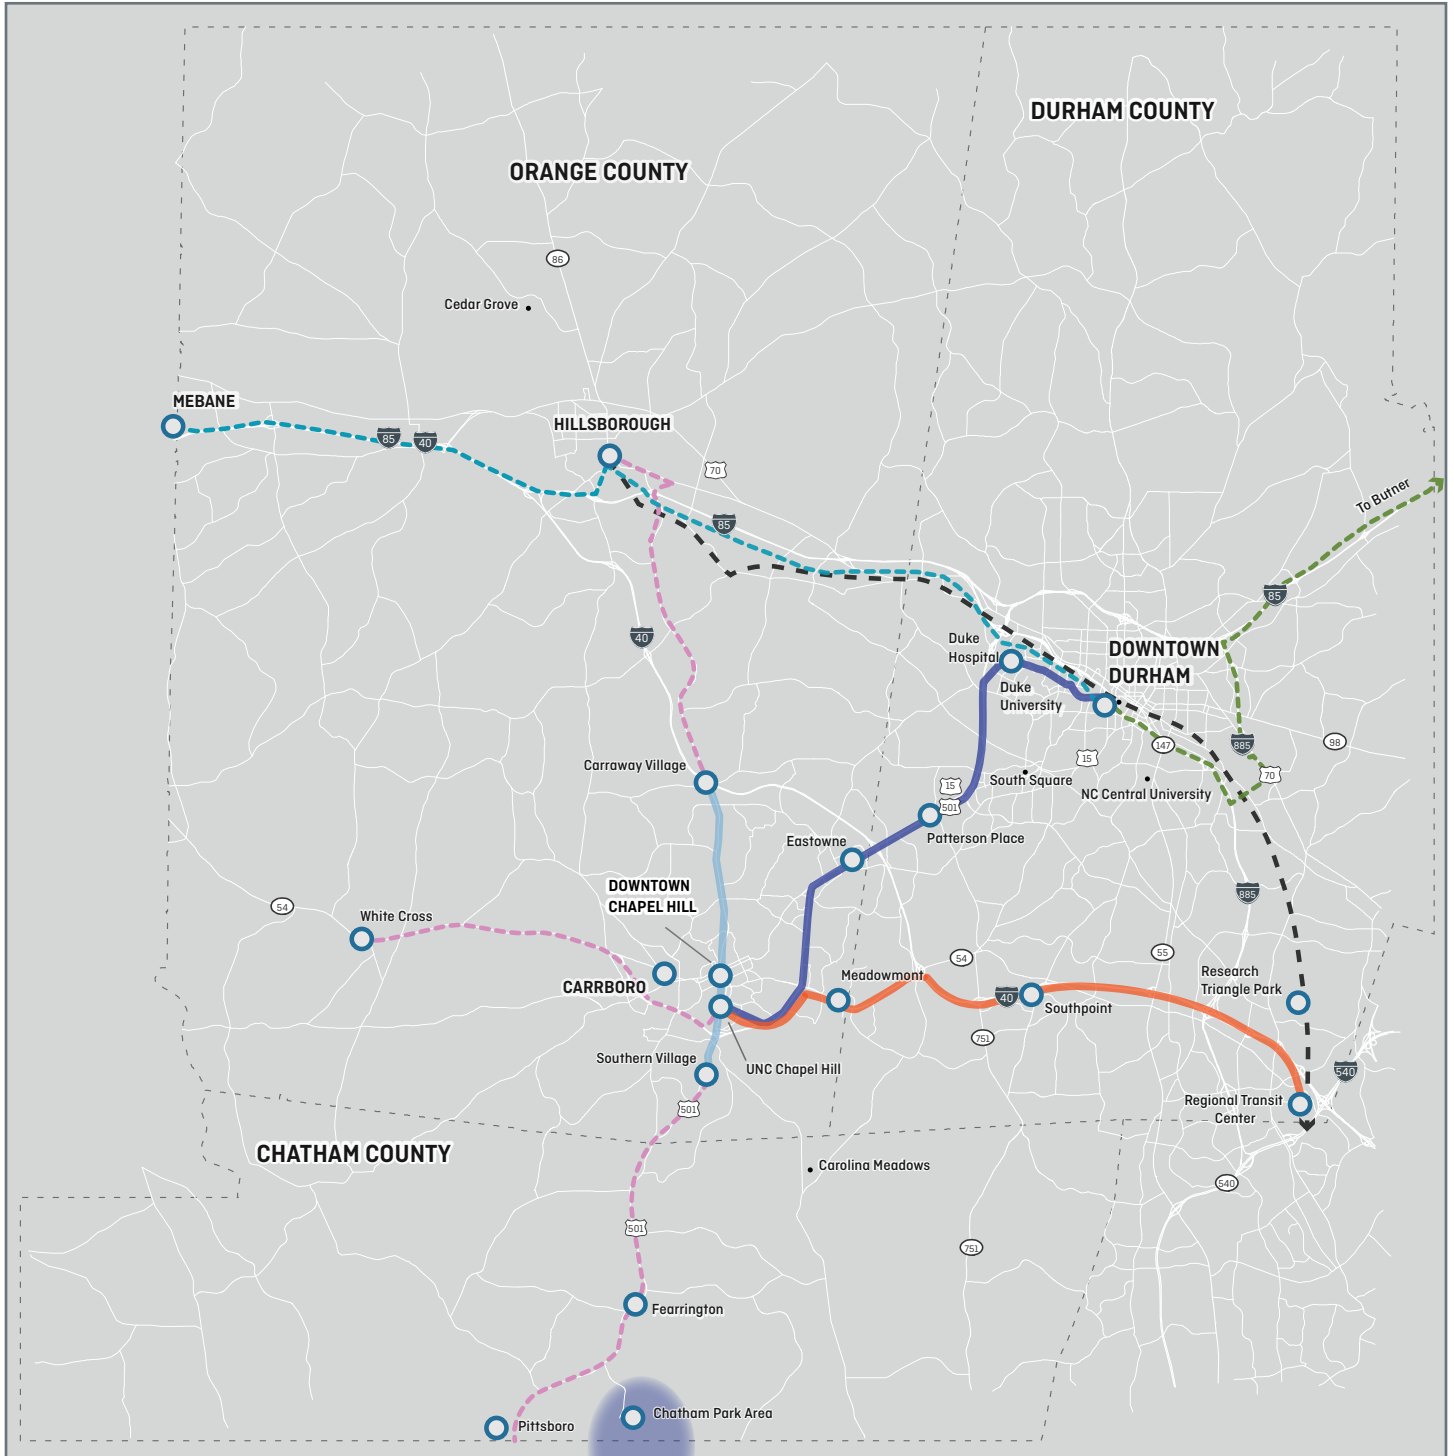 DURHAM COUNTY
ORANGE COUNTY
86
Cedar Grove
MEBANE
HILLSBOROUGH
85
40
70
To Butner
85
85
40
Duke
Hospital
DOWNTOWN
DURHAM
Duke
University
147
885
98
15
70
Carraway Village
South Square
NC Central University
15
501
Eastowne
Patterson Place
DOWNTOWN
CHAPEL HILL
885
54
White Cross
54
55
CARRBORO
Meadowmont
Research
Triangle Park
40
Southpoint
751
Southern Village
UNC Chapel Hill
540
501
Regional Transit
Center
CHATHAM COUNTY
Carolina Meadows
540
501
751
Fearrington
Chatham Park Area
Pittsboro